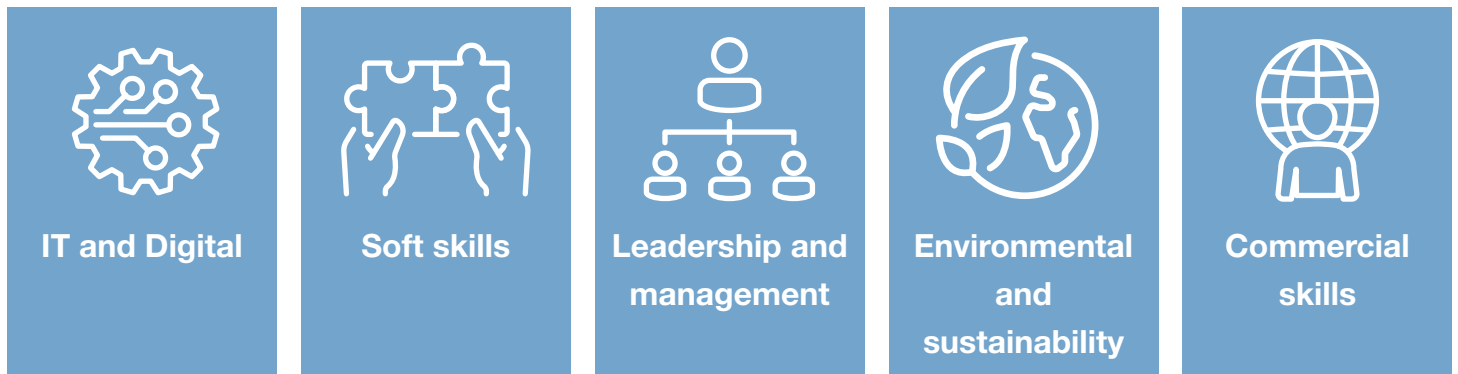 IT and Digital
Soft skills
Leadership and
management
Environmental
and
sustainability
Commercial
skills